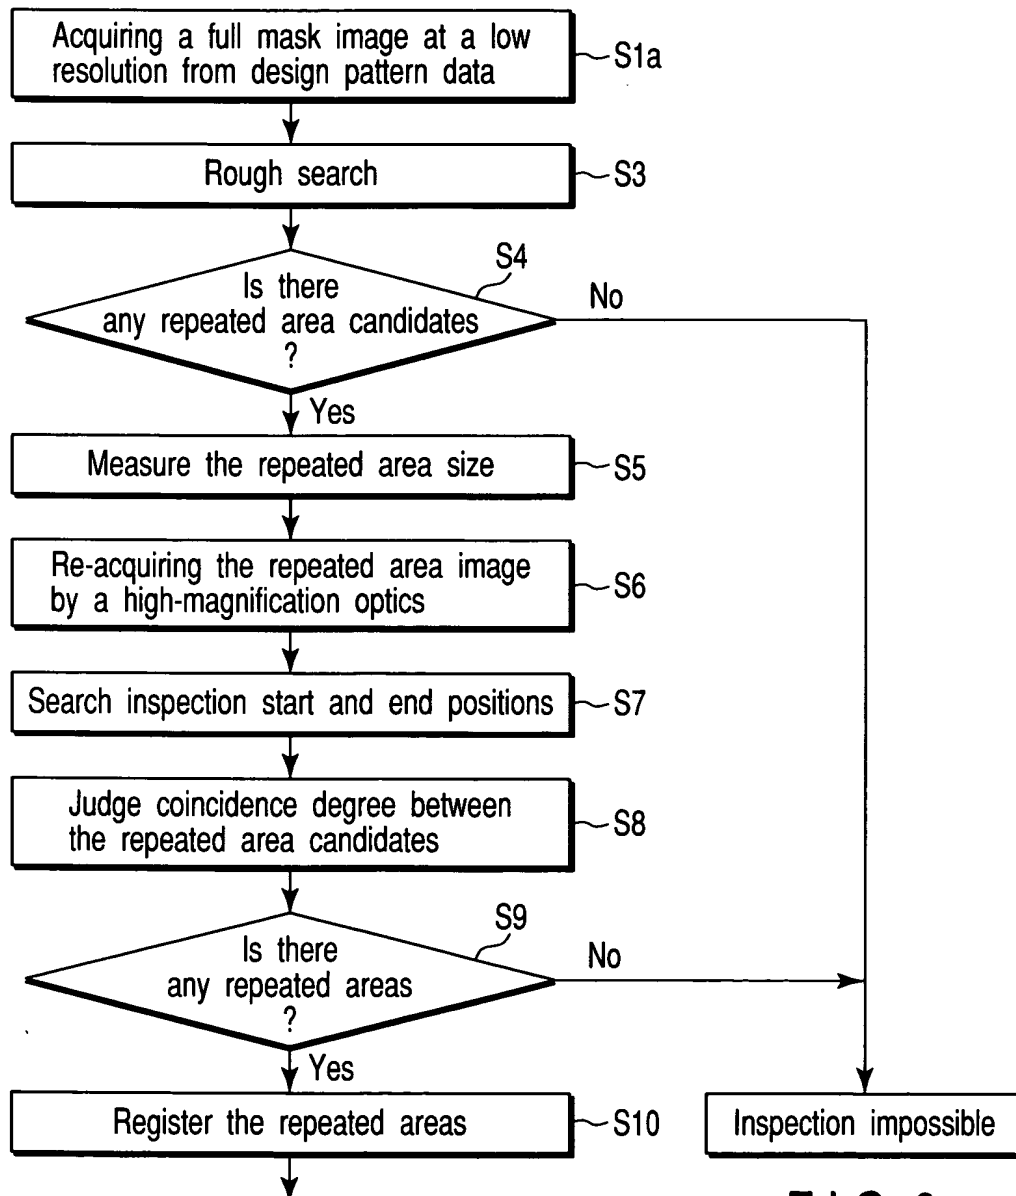 Acquiring a full mask image at a low
resolution from design pattern data
S1a
Rough search
S3
S4
Is there
any repeated area candidates
?
No
Yes
Measure the repeated area size
S5
Re-acquiring the repeated area image
by a high-magnification optics
S6
Search inspection start and end positions
S7
Judge coincidence degree between
the repeated area candidates
S8
S9
Is there
any repeated areas
?
No
Yes
Register the repeated areas
S10
Inspection impossible